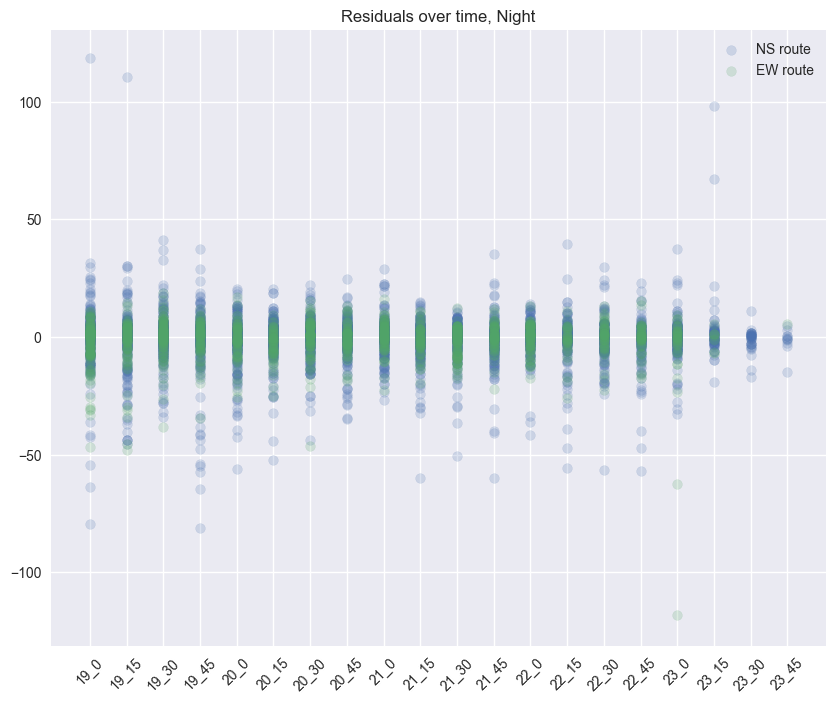 Residuals over time, Night
NS route
EW route
100
50
0
−50
−100
19_0 19_15 19_30 19_45 20_0 20_15 20_30 20_45 21_0 21_15 21_30 21_45 22_0 22_15 22_30 22_45 23_0 23_15 23_30 23_45